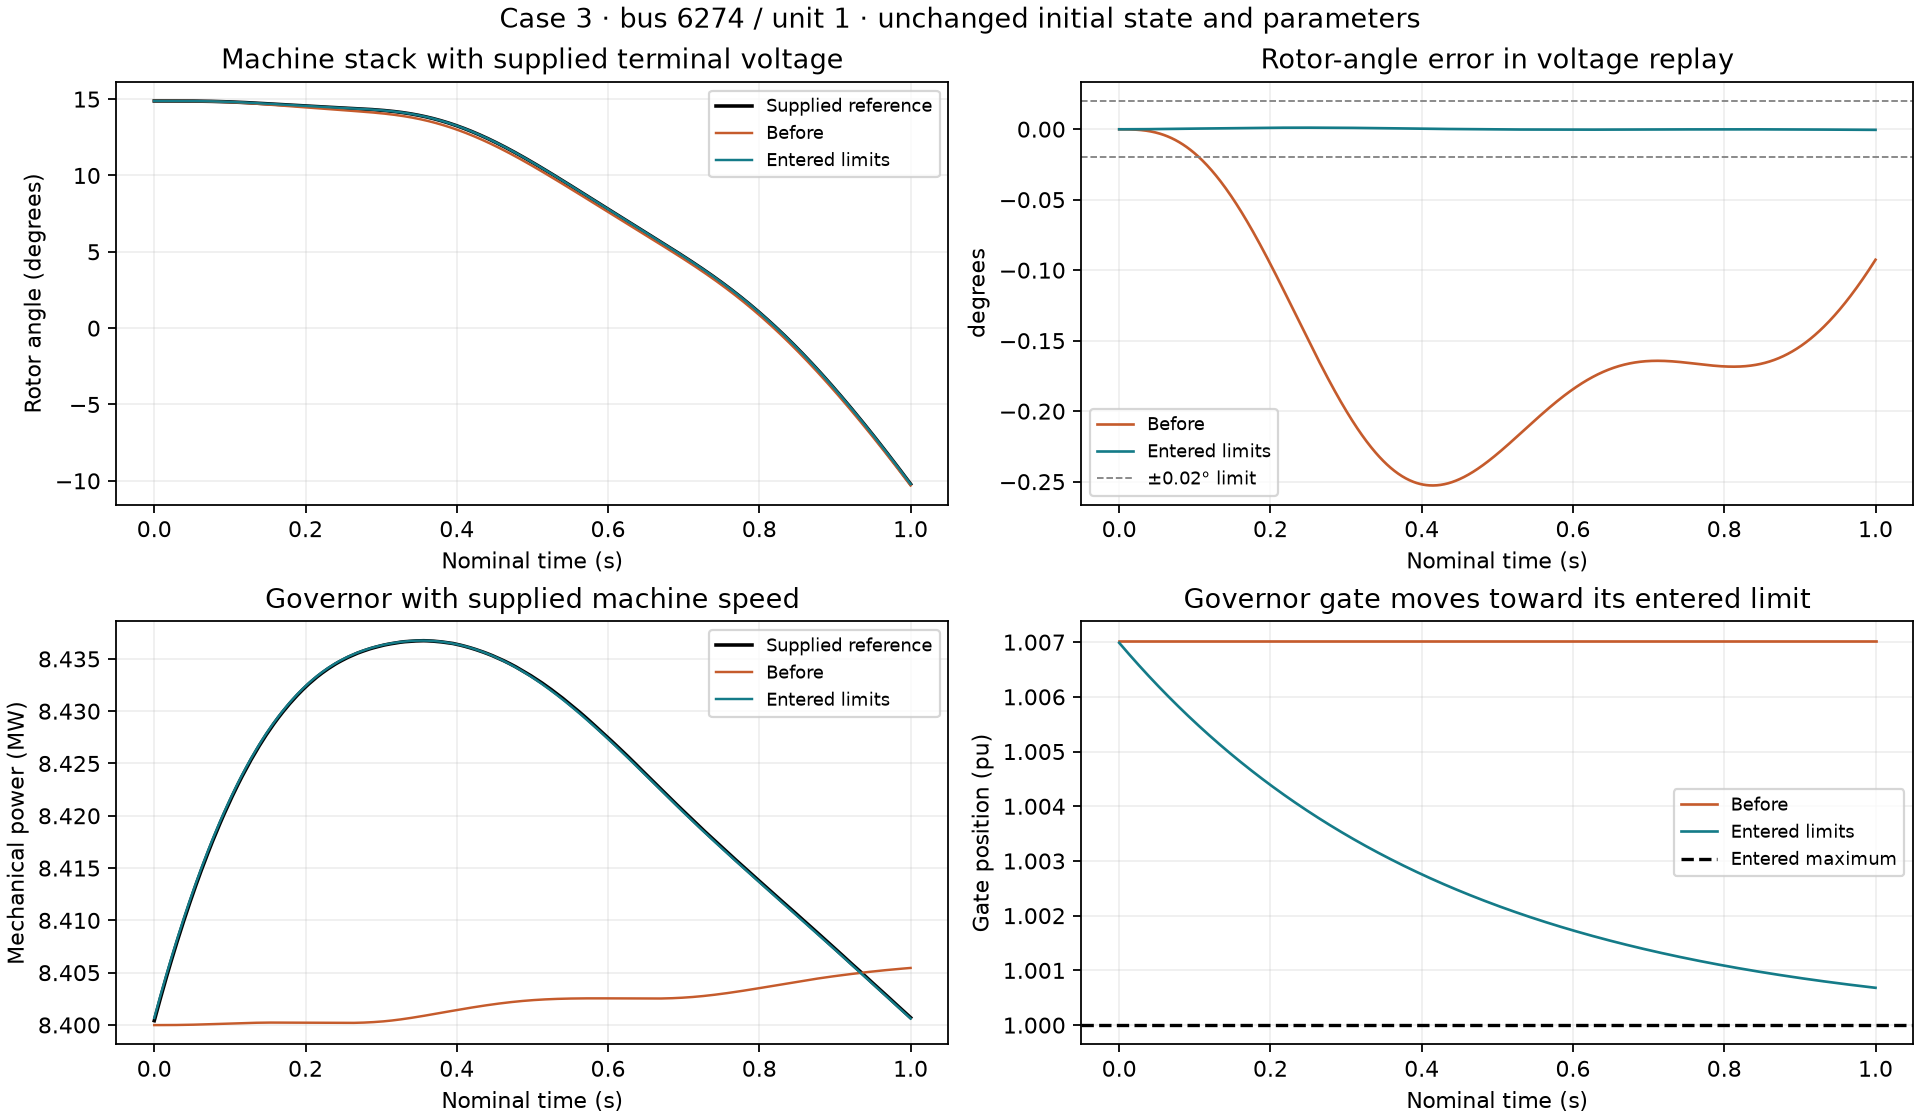 Case 3 · bus 6274 / unit 1 · unchanged initial state and parameters
Machine stack with supplied terminal voltage
Rotor angle (degrees)
15
10
5
0
−5
−10
Supplied reference
Before
Entered limits
0.0 0.2 0.4 0.6 0.8 1.0
Nominal time (s)
Rotor-angle error in voltage replay
degrees
0.00
−0.05
−0.10
−0.15
−0.20
−0.25
Before
Entered limits
±0.02° limit
0.0 0.2 0.4 0.6 0.8 1.0
Nominal time (s)
Governor with supplied machine speed
Mechanical power (MW)
8.435
8.430
8.425
8.420
8.415
8.410
8.405
8.400
Supplied reference
Before
Entered limits
0.0 0.2 0.4 0.6 0.8 1.0
Nominal time (s)
Governor gate moves toward its entered limit
Gate position (pu)
1.007
1.006
1.005
1.004
1.003
1.002
1.001
1.000
Before
Entered limits
Entered maximum
0.0 0.2 0.4 0.6 0.8 1.0
Nominal time (s)